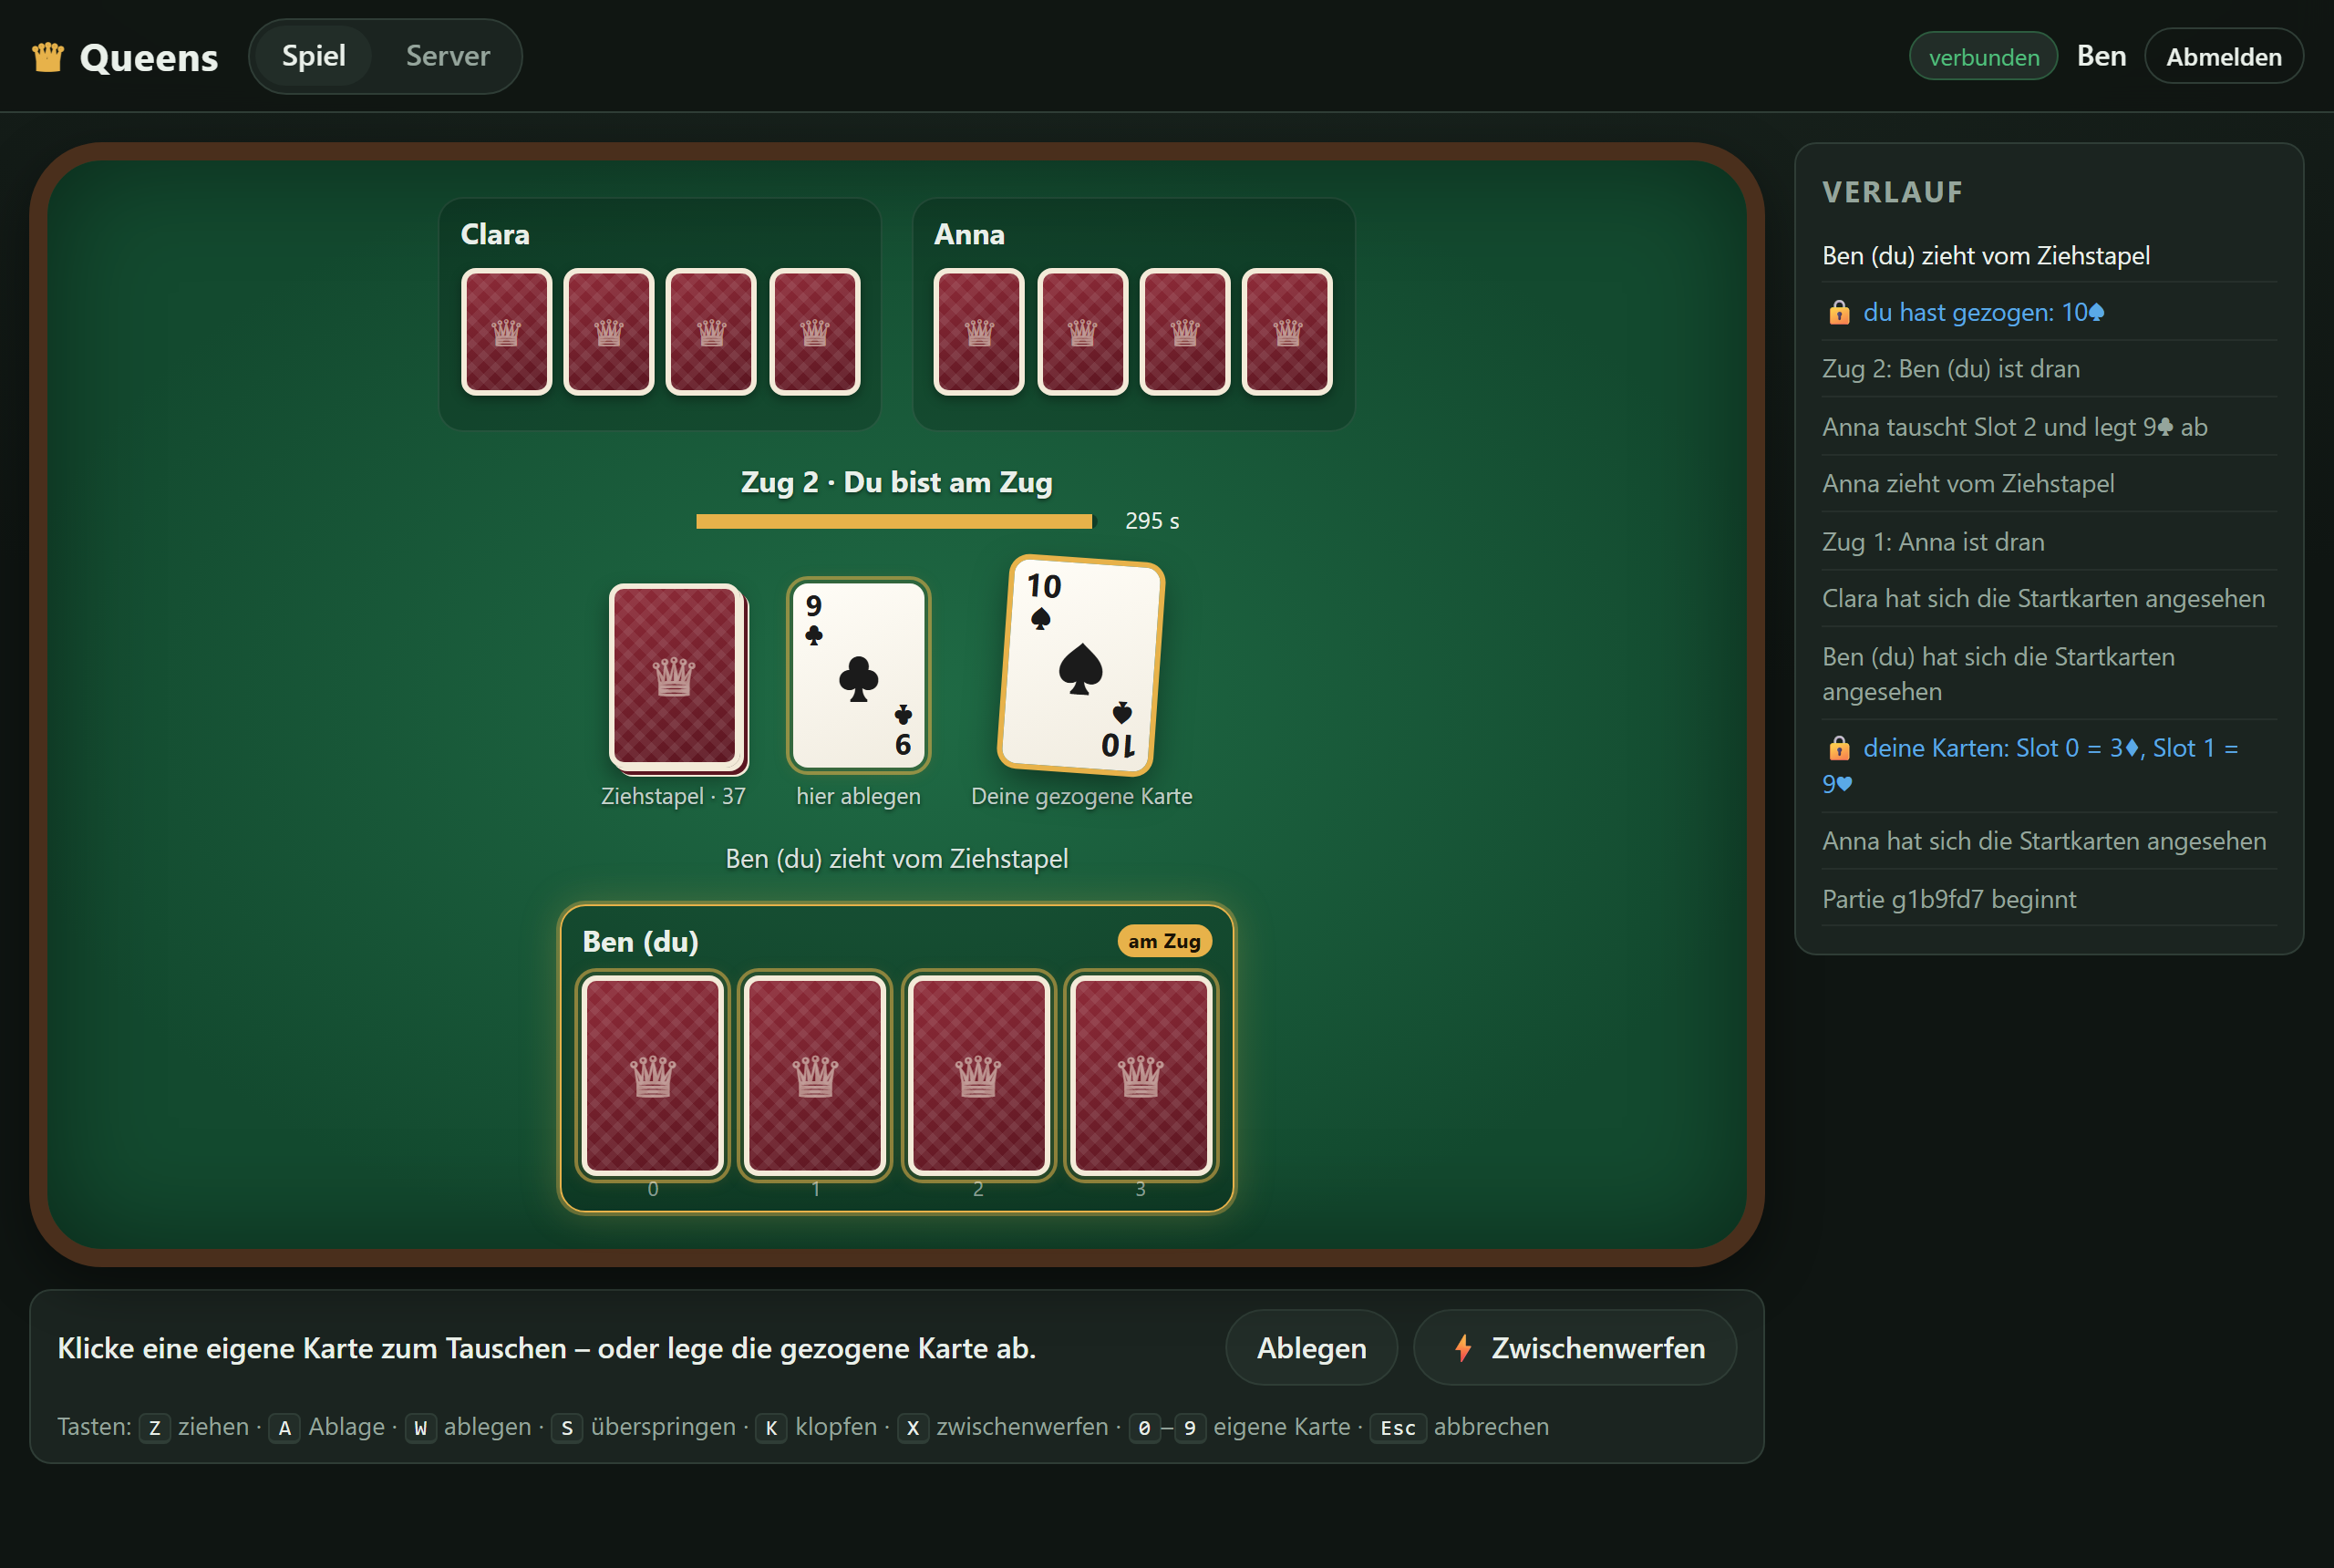 Queens
Spiel
Server
verbunden
Ben
Abmelden
Clara
Anna
Zug 2 · Du bist am Zug
295 s
9
♣
♣
♣
9
10
♠
♠
♠
10
Ziehstapel · 37
hier ablegen
Deine gezogene Karte
Ben (du) zieht vom Ziehstapel
Ben (du)
am Zug
0
1
2
3
Klicke eine eigene Karte zum Tauschen – oder lege die gezogene Karte ab.
Ablegen
Zwischenwerfen
Tasten: Z ziehen · A Ablage · W ablegen · S überspringen · K klopfen · X zwischenwerfen · 0–9 eigene Karte · Esc abbrechen
VERLAUF
Ben (du) zieht vom Ziehstapel
🔒 du hast gezogen: 10♠
Zug 2: Ben (du) ist dran
Anna tauscht Slot 2 und legt 9♣ ab
Anna zieht vom Ziehstapel
Zug 1: Anna ist dran
Clara hat sich die Startkarten angesehen
Ben (du) hat sich die Startkarten
angesehen
🔒 deine Karten: Slot 0 = 3♦, Slot 1 =
9♥
Anna hat sich die Startkarten angesehen
Partie g1b9fd7 beginnt